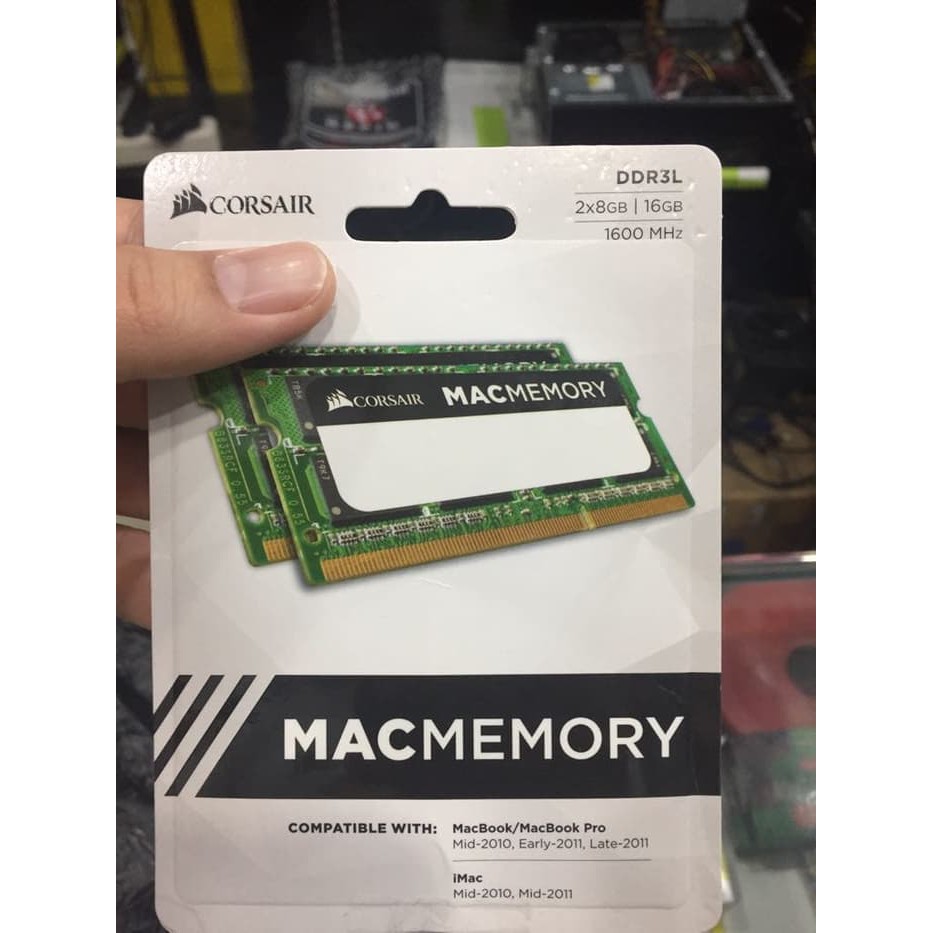 CORSAIR
DDR3L
2x8GB | 16GB
1600 MHz
CORSAIR MACMEMORY
MACMEMORY
COMPATIBLE WITH: MacBook/MacBook Pro
Mid-2010, Early-2011, Late-2011
iMac
Mid-2010, Mid-2011